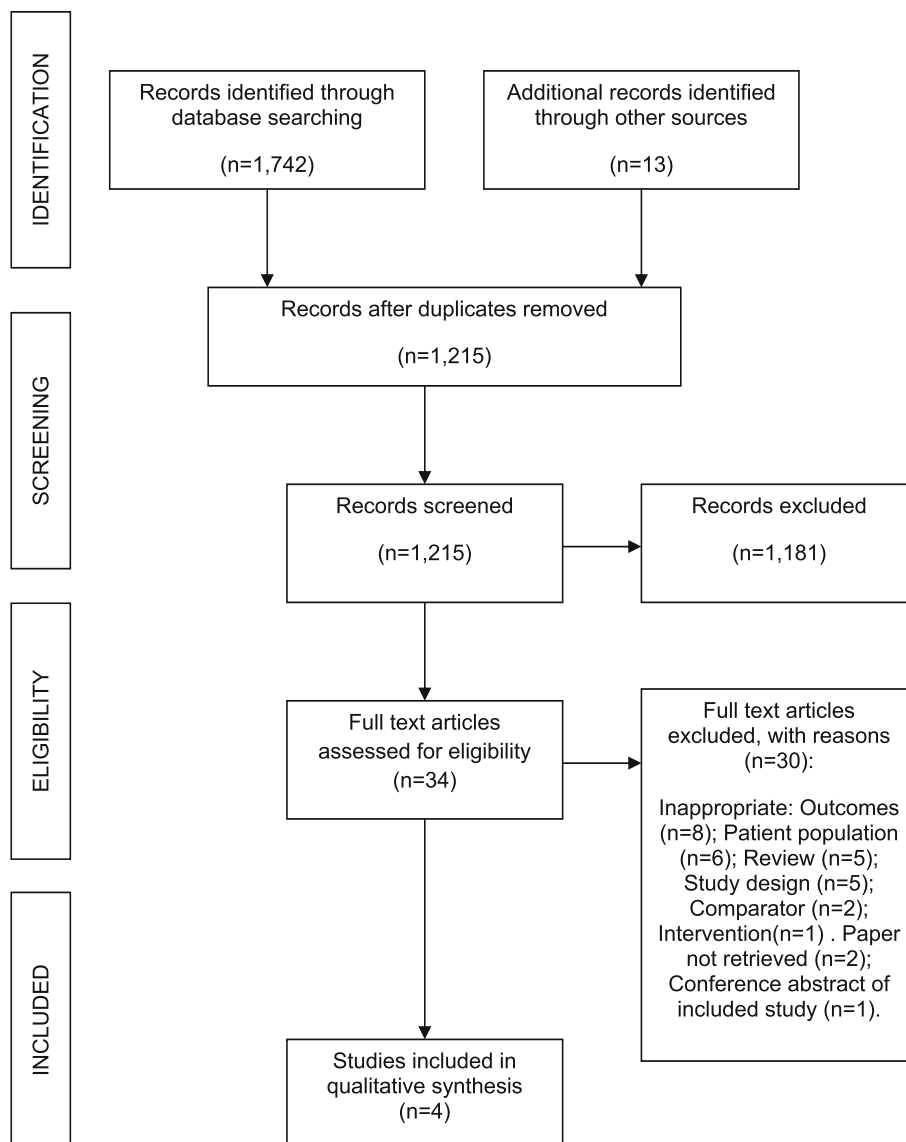 IDENTIFICATION
Records identified through
database searching
(n=1,742)
Additional records identified
through other sources
(n=13)
Records after duplicates removed
(n=1,215)
SCREENING
Records screened
(n=1,215)
Records excluded
(n=1,181)
ELIGIBILITY
Full text articles
assessed for eligibility
(n=34)
Full text articles
excluded, with reasons
(n=30):
Inappropriate: Outcomes
(n=8); Patient population
(n=6); Review (n=5);
Study design (n=5);
Comparator (n=2);
Intervention(n=1) . Paper
not retrieved (n=2);
Conference abstract of
included study (n=1).
INCLUDED
Studies included in
qualitative synthesis
(n=4)